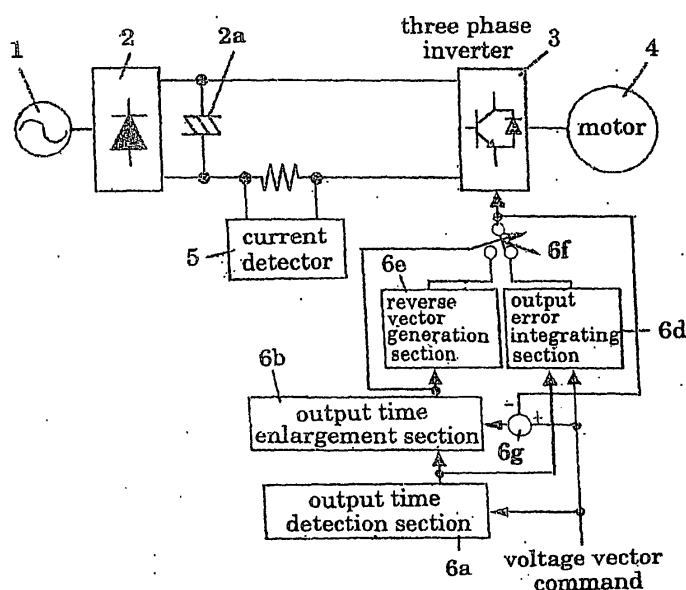 three phase
inverter
1
2
2a
3
4
motor
current
detector
5
6f
6e
reverse
vector
generation
section
output
error
integrating
section
6d
6b
output time
enlargement section
-
+
6g
output time
detection section
6a
voltage vector
command